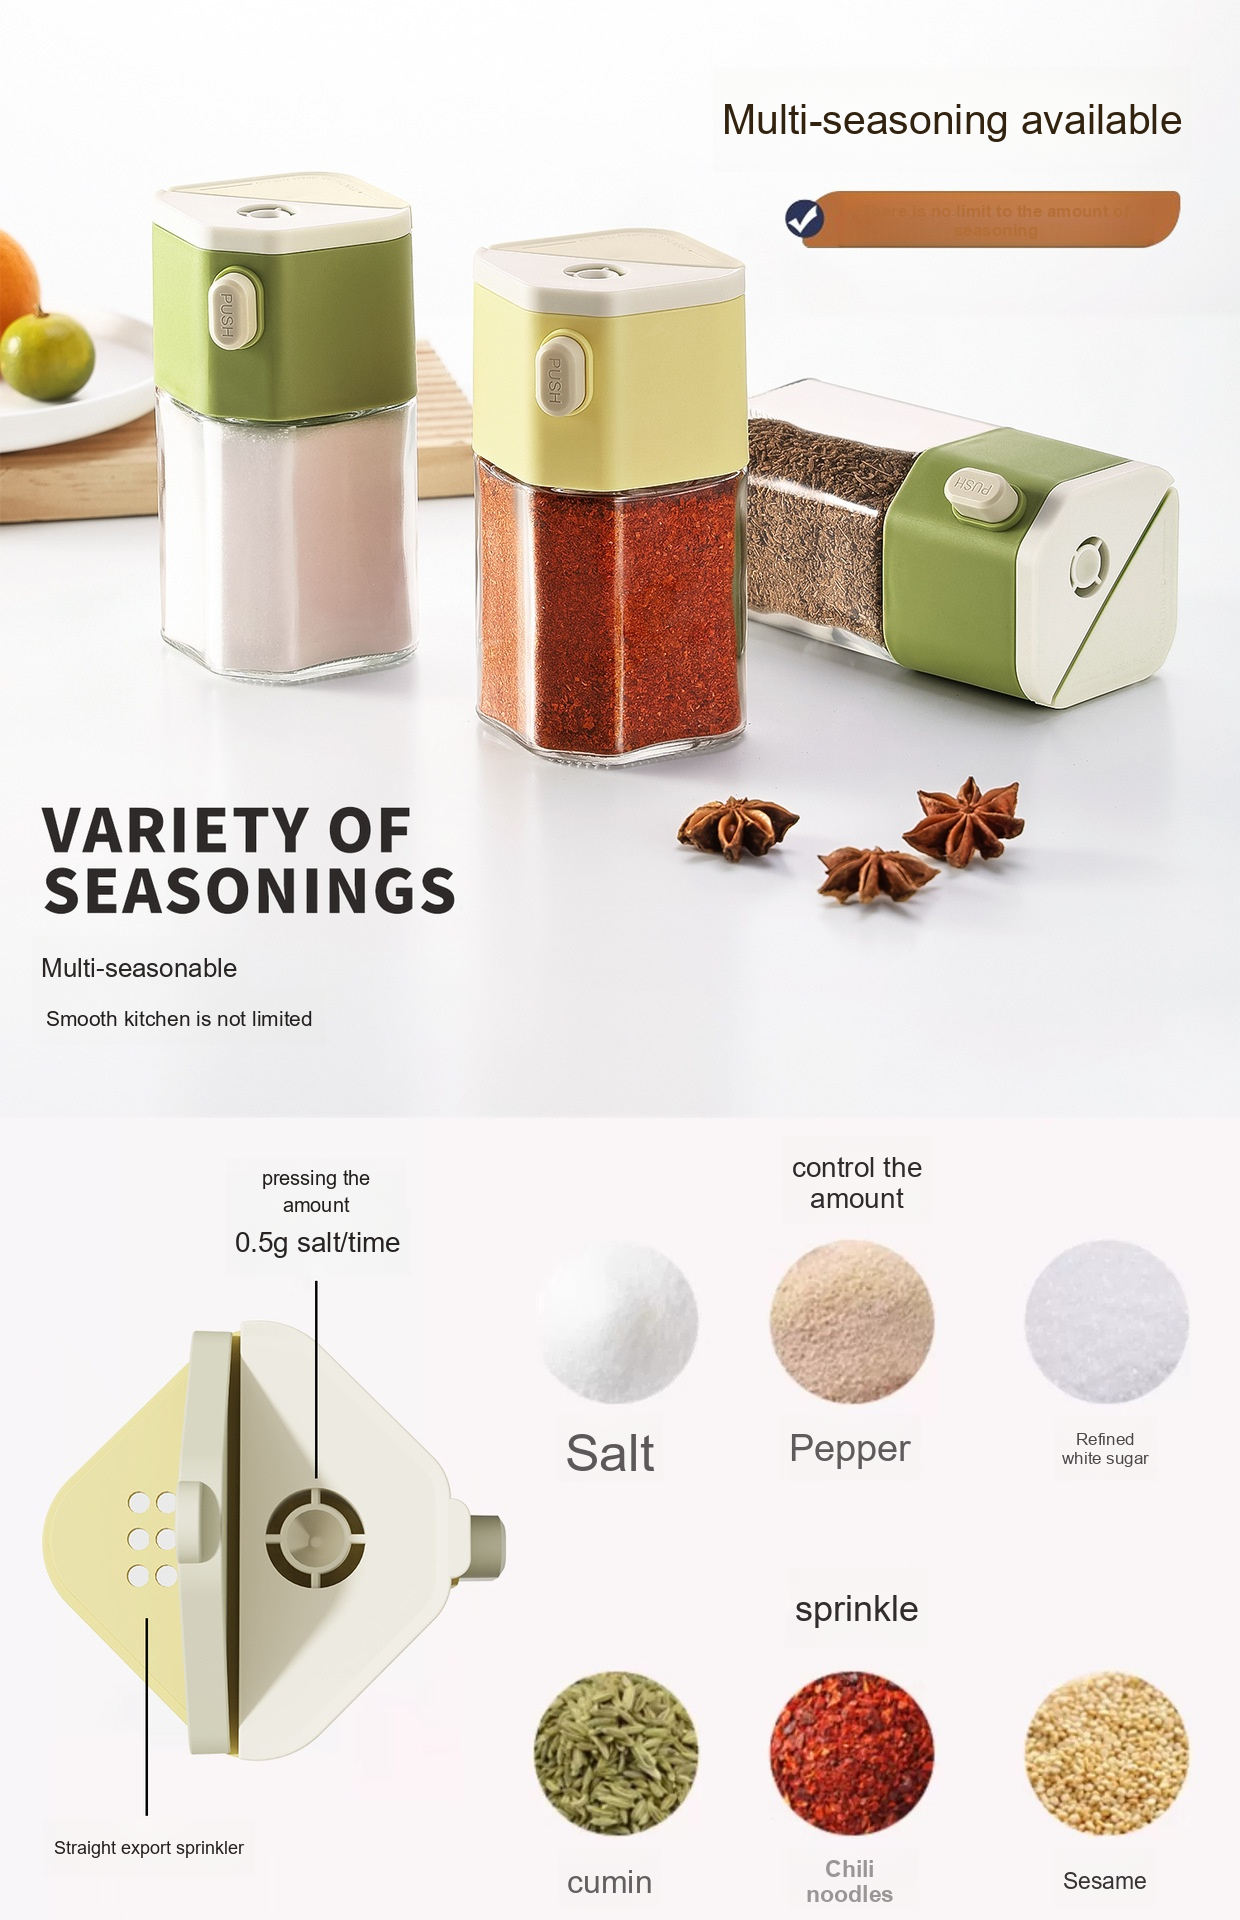 Multi-seasoning available
is no limit to the amount of
seasoning
PUSH
PUSH
PUSH
VARIETY OF
SEASONINGS
Multi-seasonable
Smooth kitchen is not limited
pressing the
amount
0.5g salt/time
control the
amount
Salt
Pepper
Refined
white sugar
sprinkle
Straight export sprinkler
cumin
Chili
noodles
Sesame